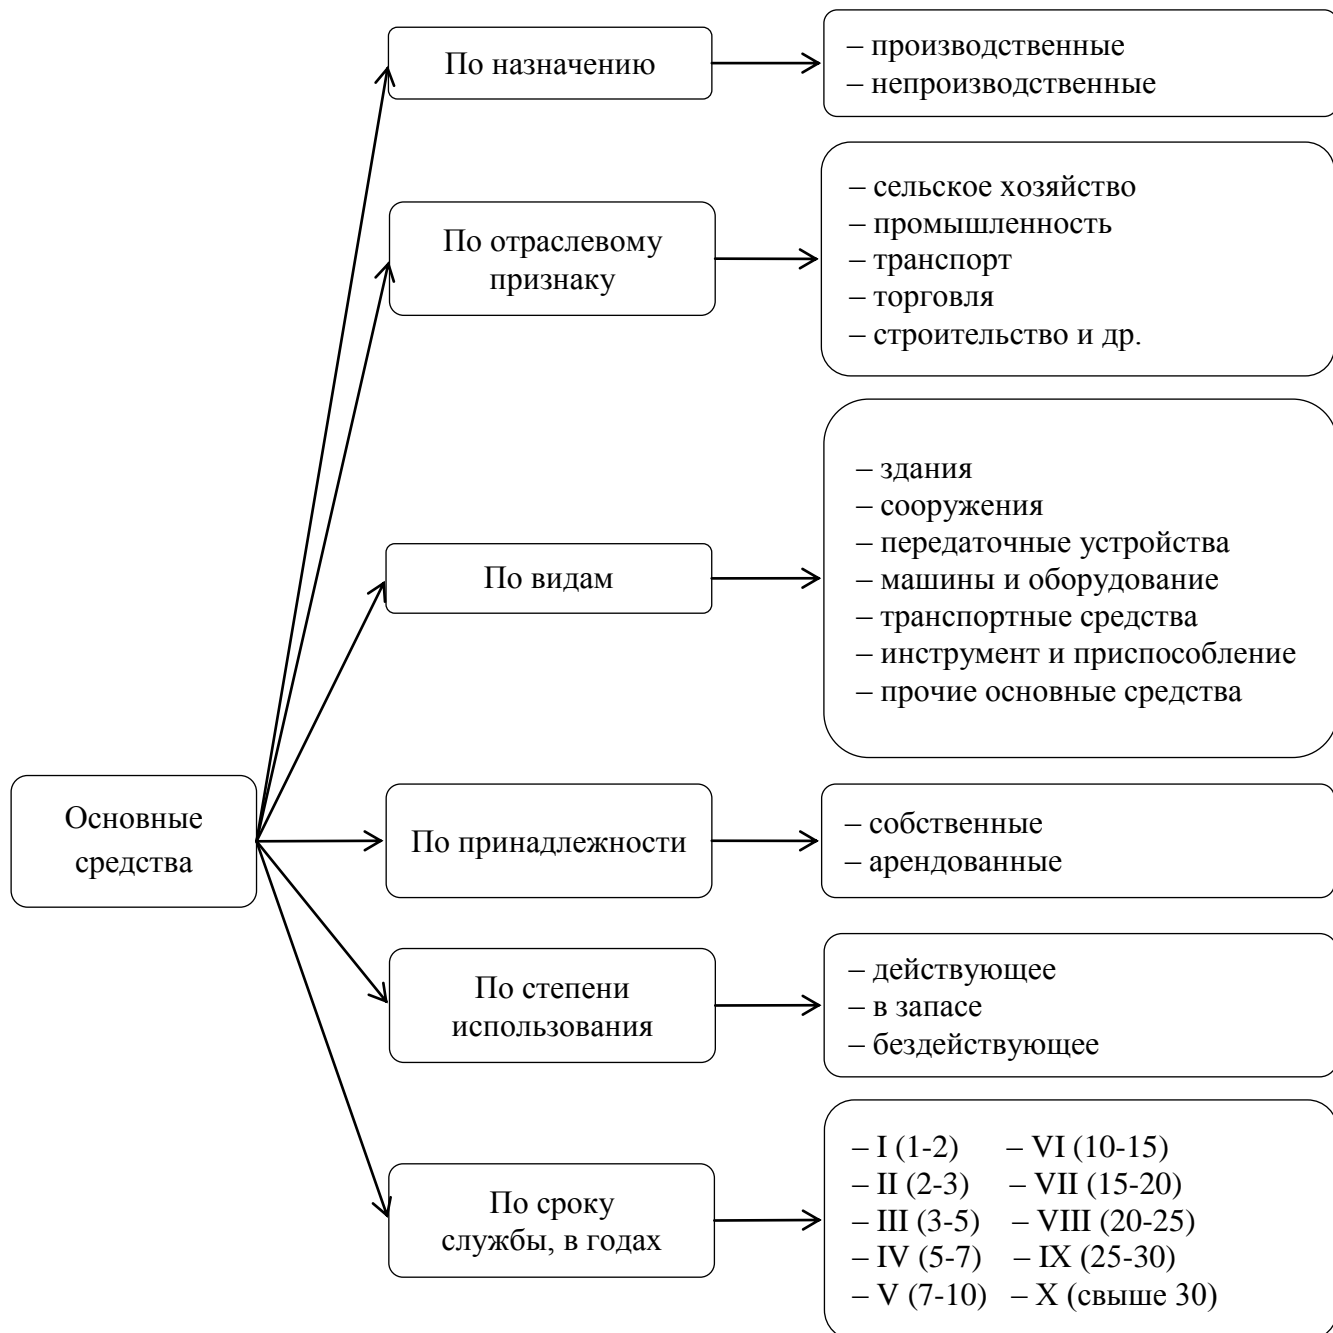 По назначению
– производственные
– непроизводственные
По отраслевому
признаку
– сельское хозяйство
– промышленность
– транспорт
– торговля
– строительство и др.
По видам
– здания
– сооружения
– передаточные устройства
– машины и оборудование
– транспортные средства
– инструмент и приспособление
– прочие основные средства
Основные
средства
По принадлежности
– собственные
– арендованные
По степени
использования
– действующее
– в запасе
– бездействующее
По сроку
службы, в годах
– I (1-2) – VI (10-15)
– II (2-3) – VII (15-20)
– III (3-5) – VIII (20-25)
– IV (5-7) – IX (25-30)
– V (7-10) – X (свыше 30)